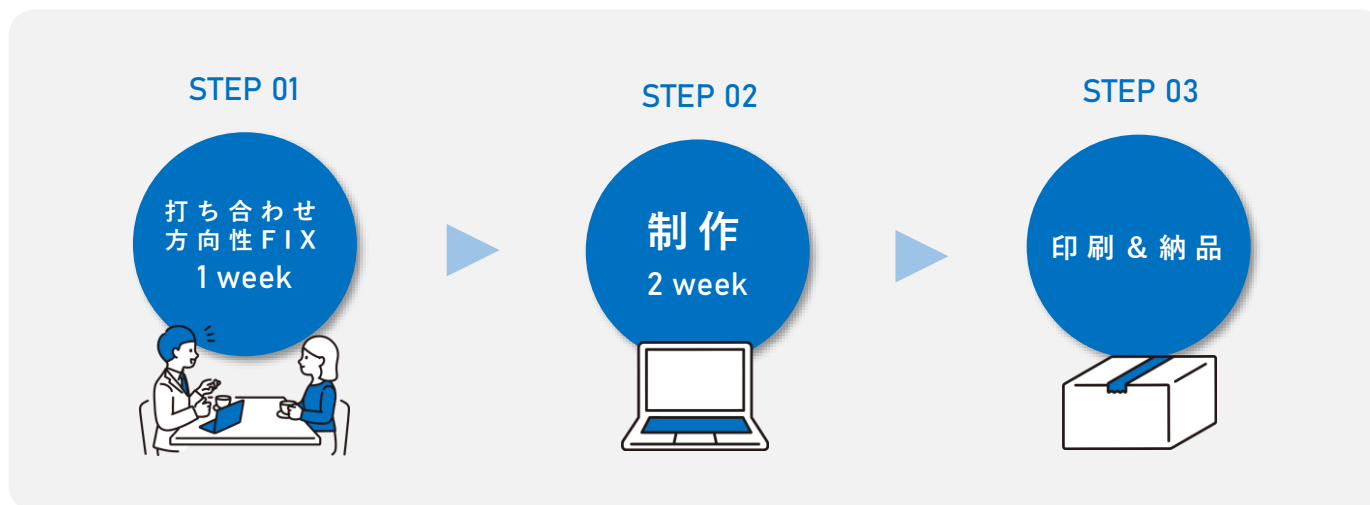 STEP 01
打ち合わせ
方向性FIX
1 week
STEP 02
制作
2 week
STEP 03
印刷&納品